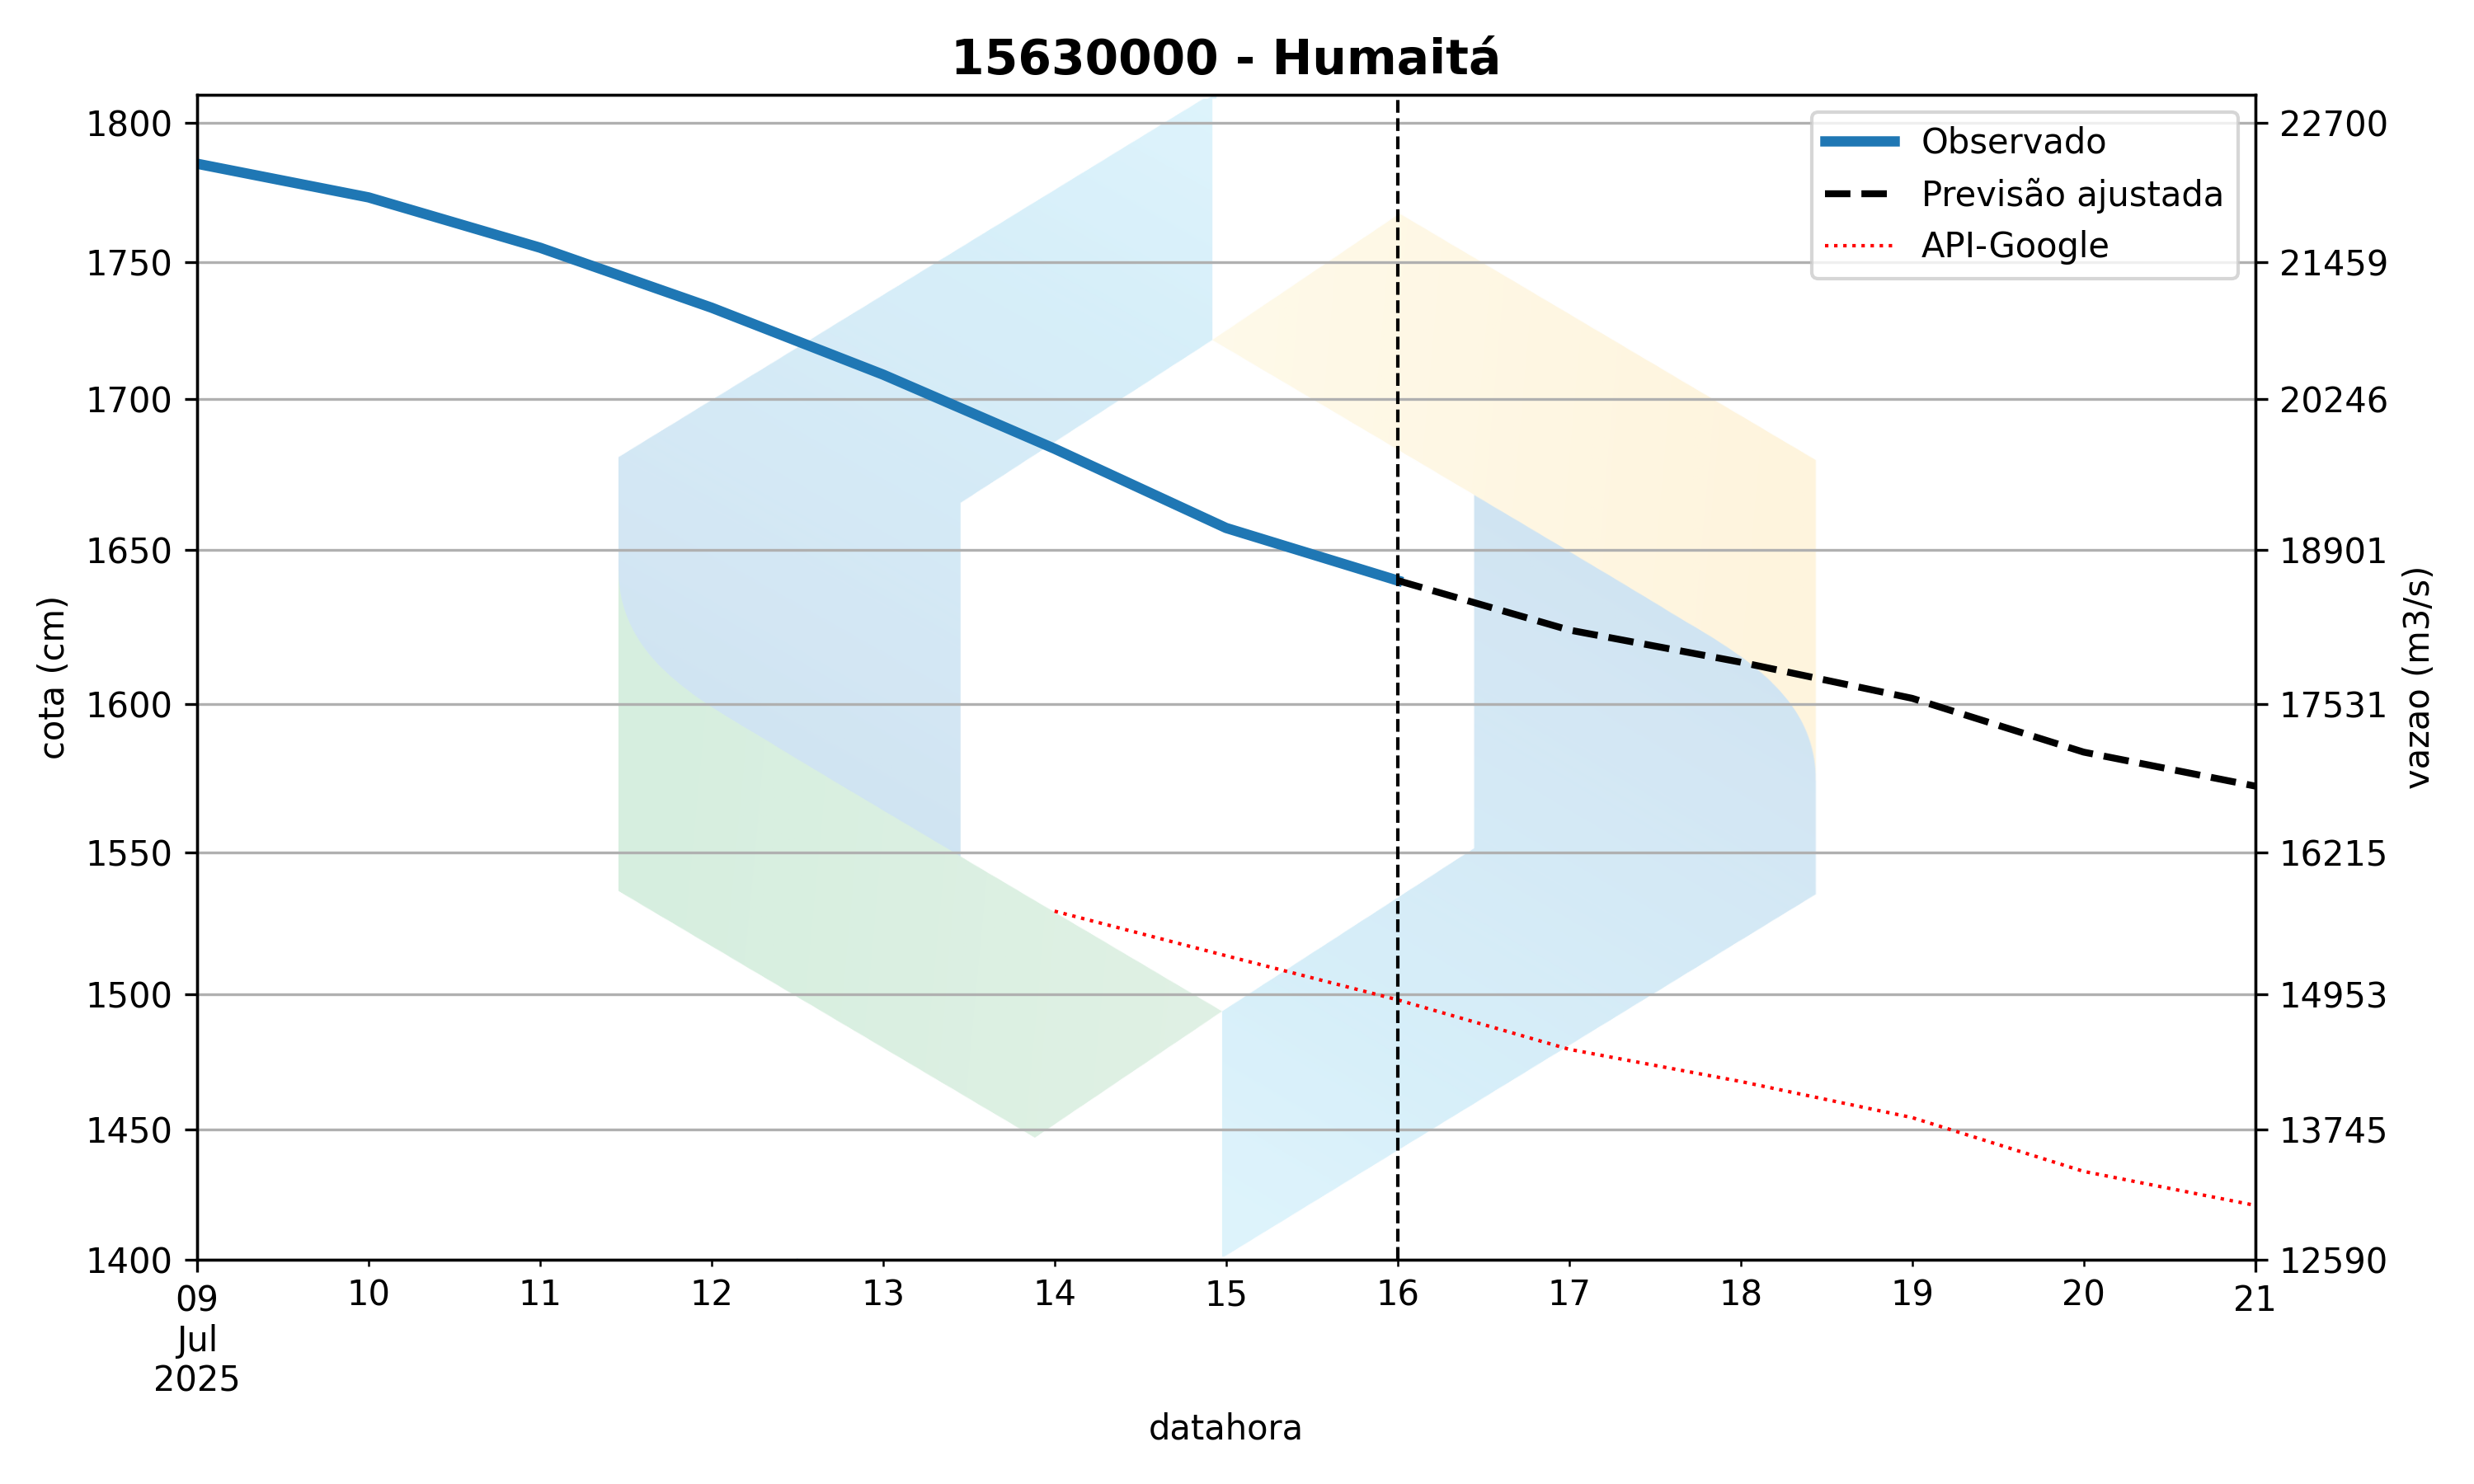 15630000 - Humaitá
Observado
Previsão ajustada
API-Google
1800
1750
1700
1650
1600
1550
1500
1450
1400
cota (cm)
22700
21459
20246
18901
17531
16215
14953
13745
12590
vazao (m3/s)
09 10 11 12 13 14 15 16 17 18 19 20 21
Jul
2025
datahora